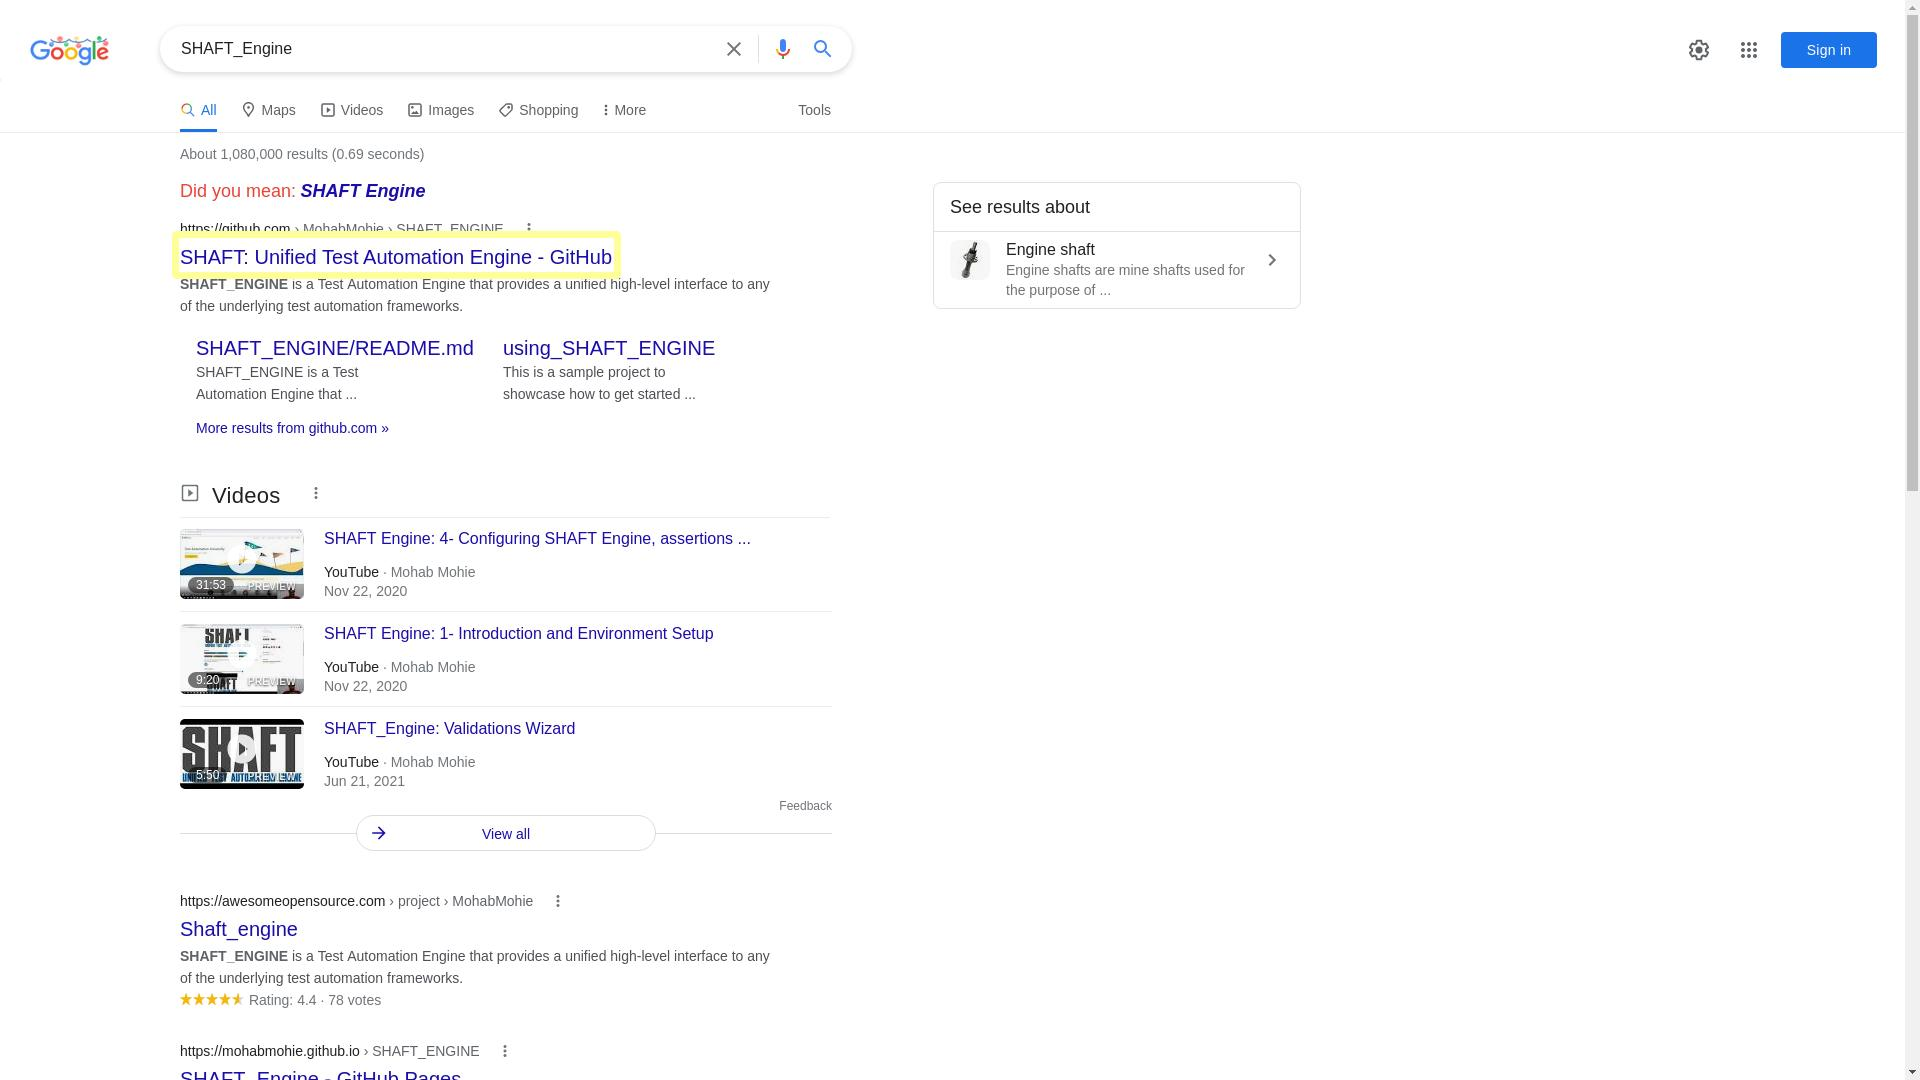 Google
SHAFT_Engine
Sign in
All
Maps
Videos
Images
Shopping
More
Tools
About 1,080,000 results (0.69 seconds)
Did you mean: SHAFT Engine
https://github.com › MohabMohie › SHAFT_ENGINE
SHAFT: Unified Test Automation Engine - GitHub
SHAFT_ENGINE is a Test Automation Engine that provides a unified high-level interface to any
of the underlying test automation frameworks.
SHAFT_ENGINE/README.md
SHAFT_ENGINE is a Test
Automation Engine that ...
using_SHAFT_ENGINE
This is a sample project to
showcase how to get started ...
More results from github.com »
See results about
Engine shaft
Engine shafts are mine shafts used for
the purpose of ...
Videos
31:53
PREVIEW
SHAFT Engine: 4- Configuring SHAFT Engine, assertions ...
YouTube · Mohab Mohie
Nov 22, 2020
SHAFT
9:20
PREVIEW
SHAFT Engine: 1- Introduction and Environment Setup
YouTube · Mohab Mohie
Nov 22, 2020
SHAFT
5:50
PREVIEW
SHAFT_Engine: Validations Wizard
YouTube · Mohab Mohie
Jun 21, 2021
Feedback
View all
https://awesomeopensource.com › project › MohabMohie
Shaft_engine
SHAFT_ENGINE is a Test Automation Engine that provides a unified high-level interface to any
of the underlying test automation frameworks.
Rating: 4.4 · 78 votes
https://mohabmohie.github.io › SHAFT_ENGINE
SHAFT_Engine - GitHub Pages